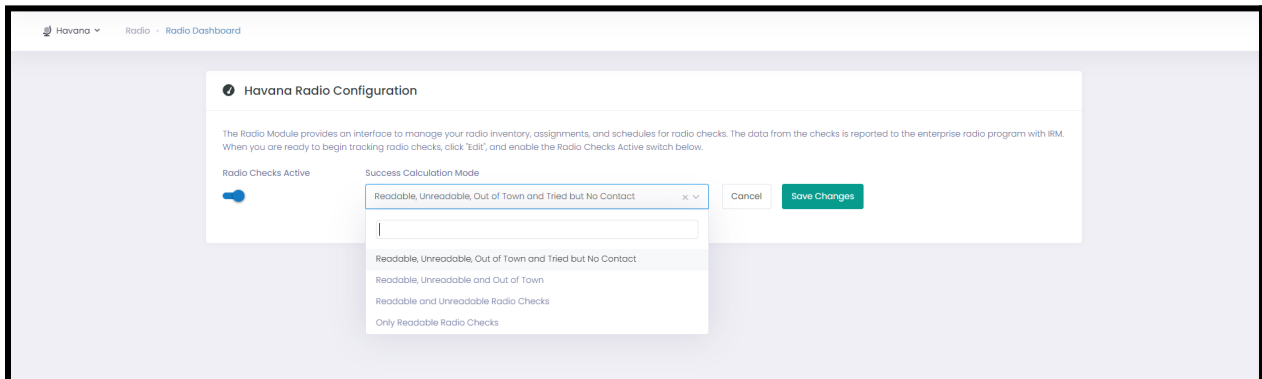 Havana
Radio - Radio Dashboard
Havana Radio Configuration
The Radio Module provides an interface to manage your radio inventory, assignments, and schedules for radio checks. The data from the checks is reported to the enterprise radio program with IRM.
When you are ready to begin tracking radio checks, click "Edit", and enable the Radio Checks Active switch below.
Radio Checks Active
Success Calculation Mode
Readable, Unreadable, Out of Town and Tried but No Contact
Cancel
Save Changes
Readable, Unreadable, Out of Town and Tried but No Contact
Readable, Unreadable and Out of Town
Readable and Unreadable Radio Checks
Only Readable Radio Checks